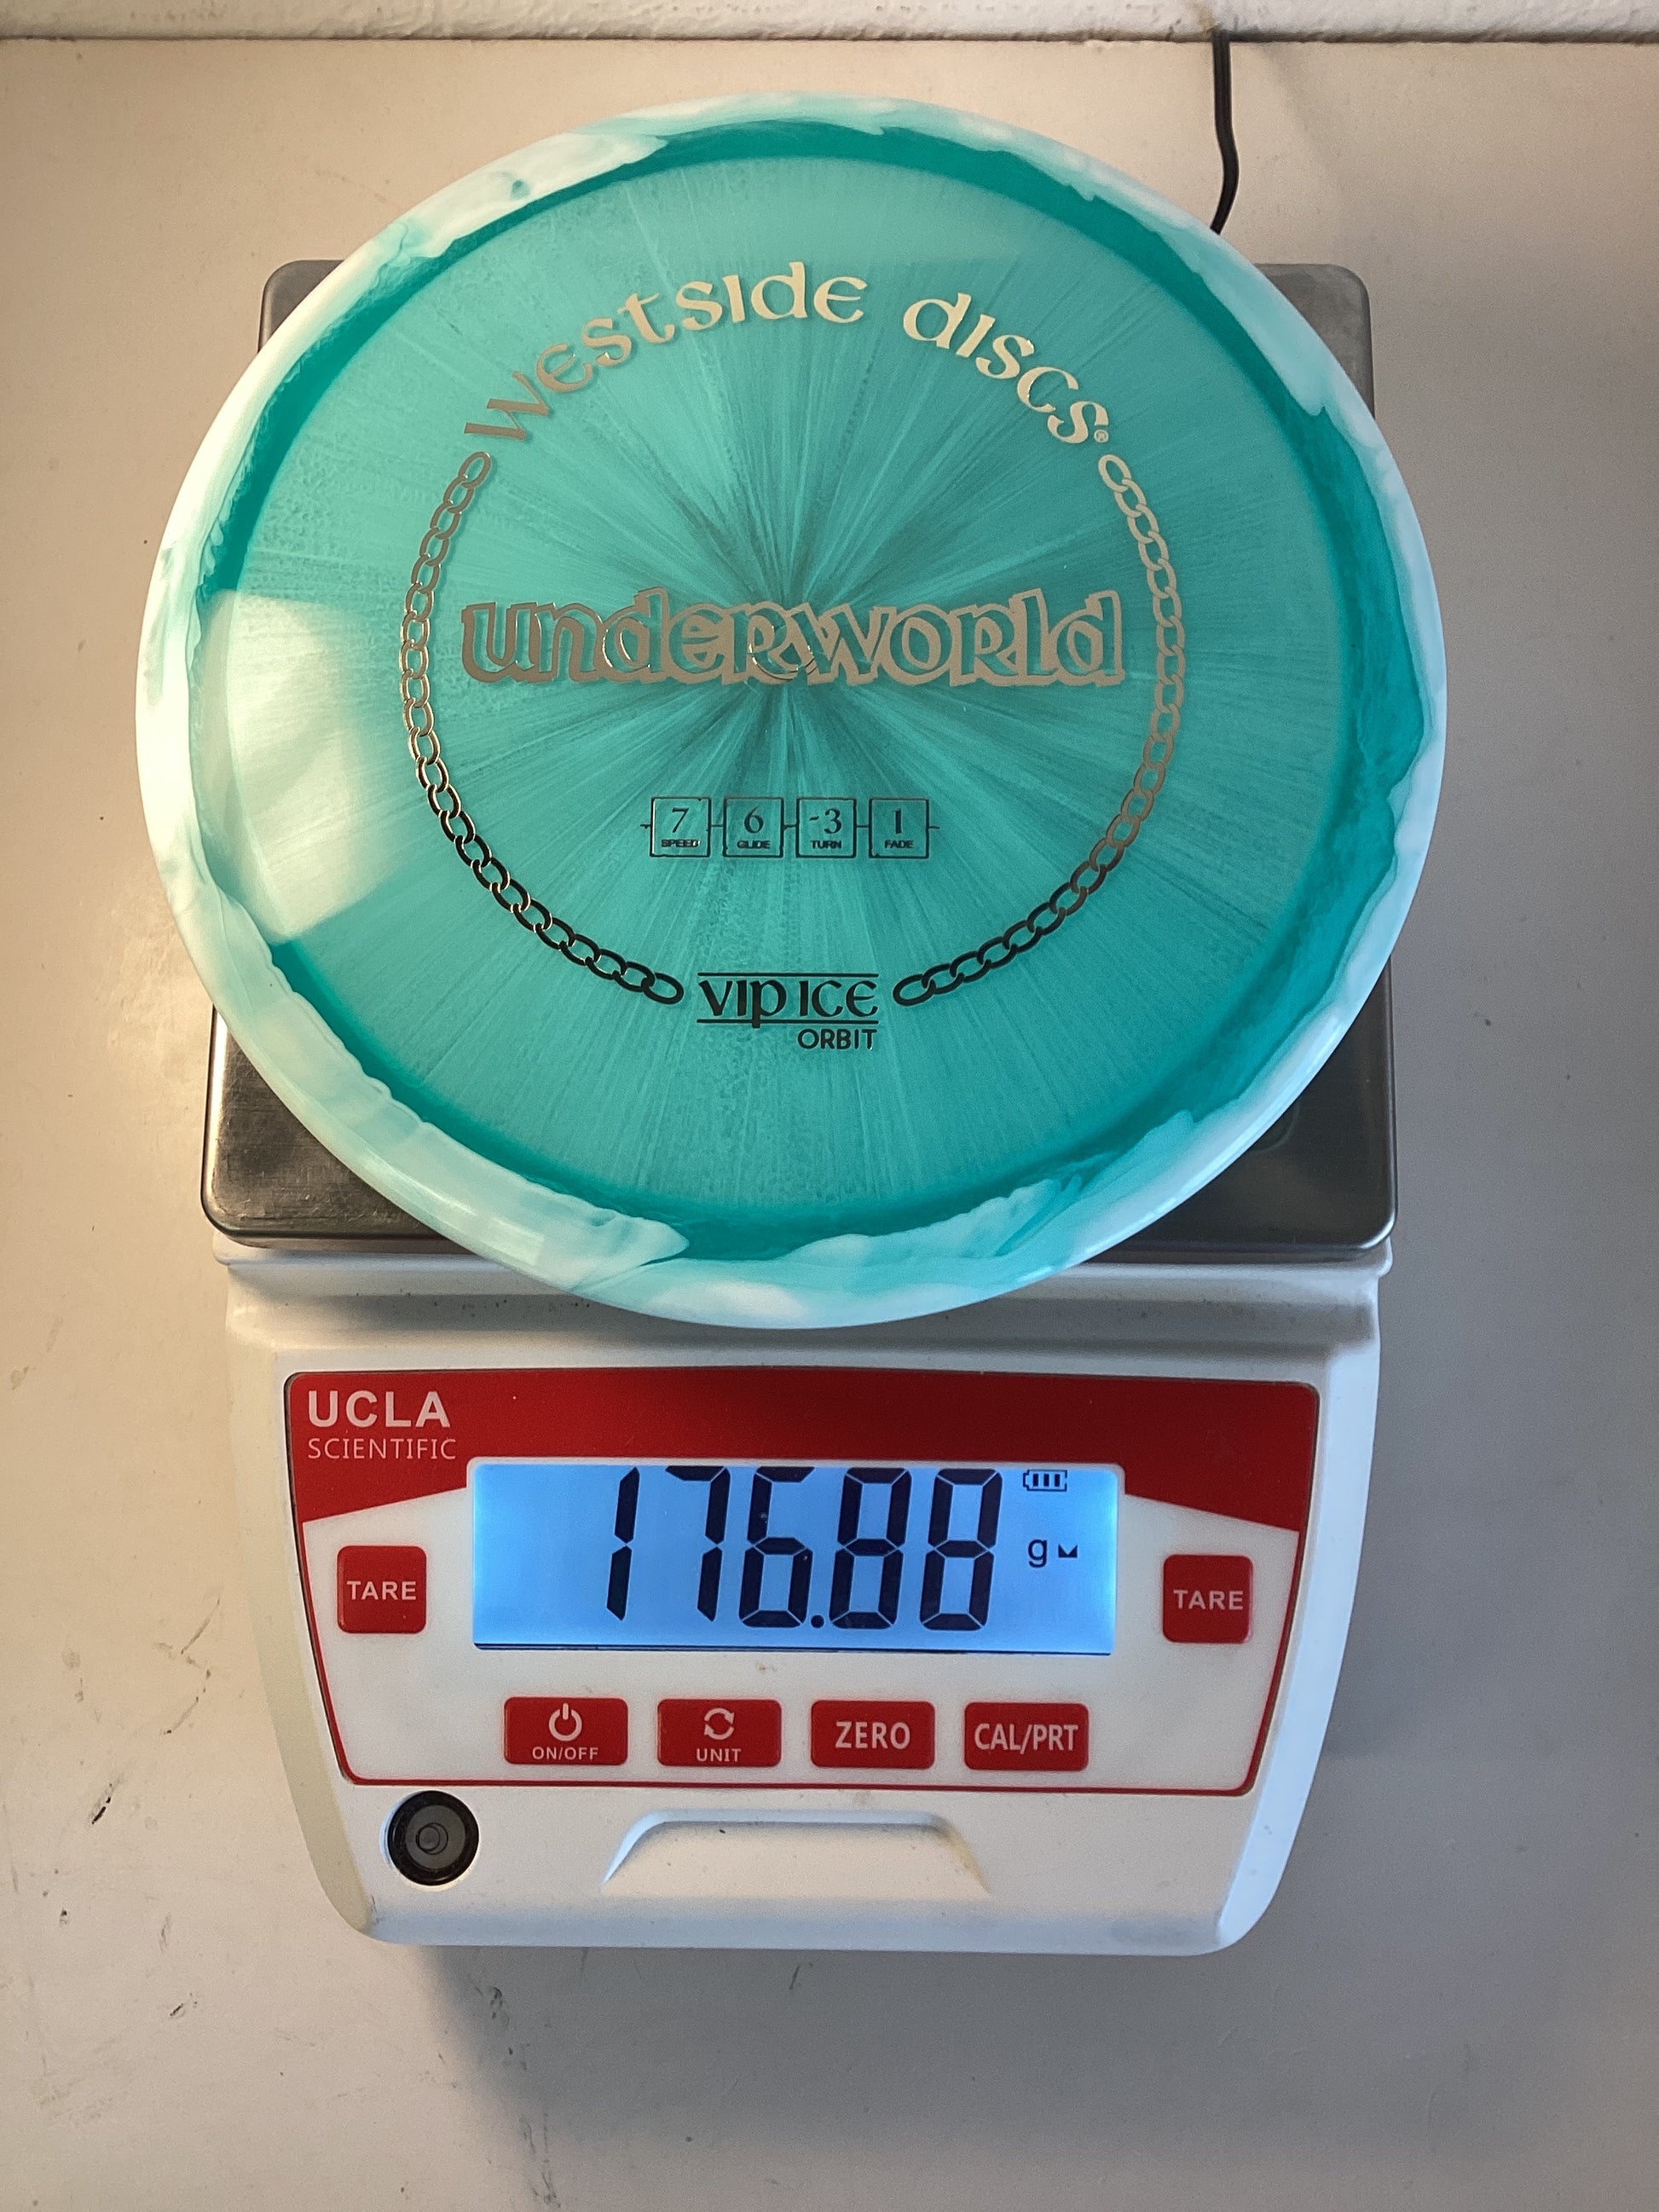 westside discs®
underworld
7 6 -3 1
SPEED GLIDE TURN FADE
VIP ICE
ORBIT
UCLA
SCIENTIFIC
176.88 g
TARE TARE
ON/OFF UNIT ZERO CAL/PRT